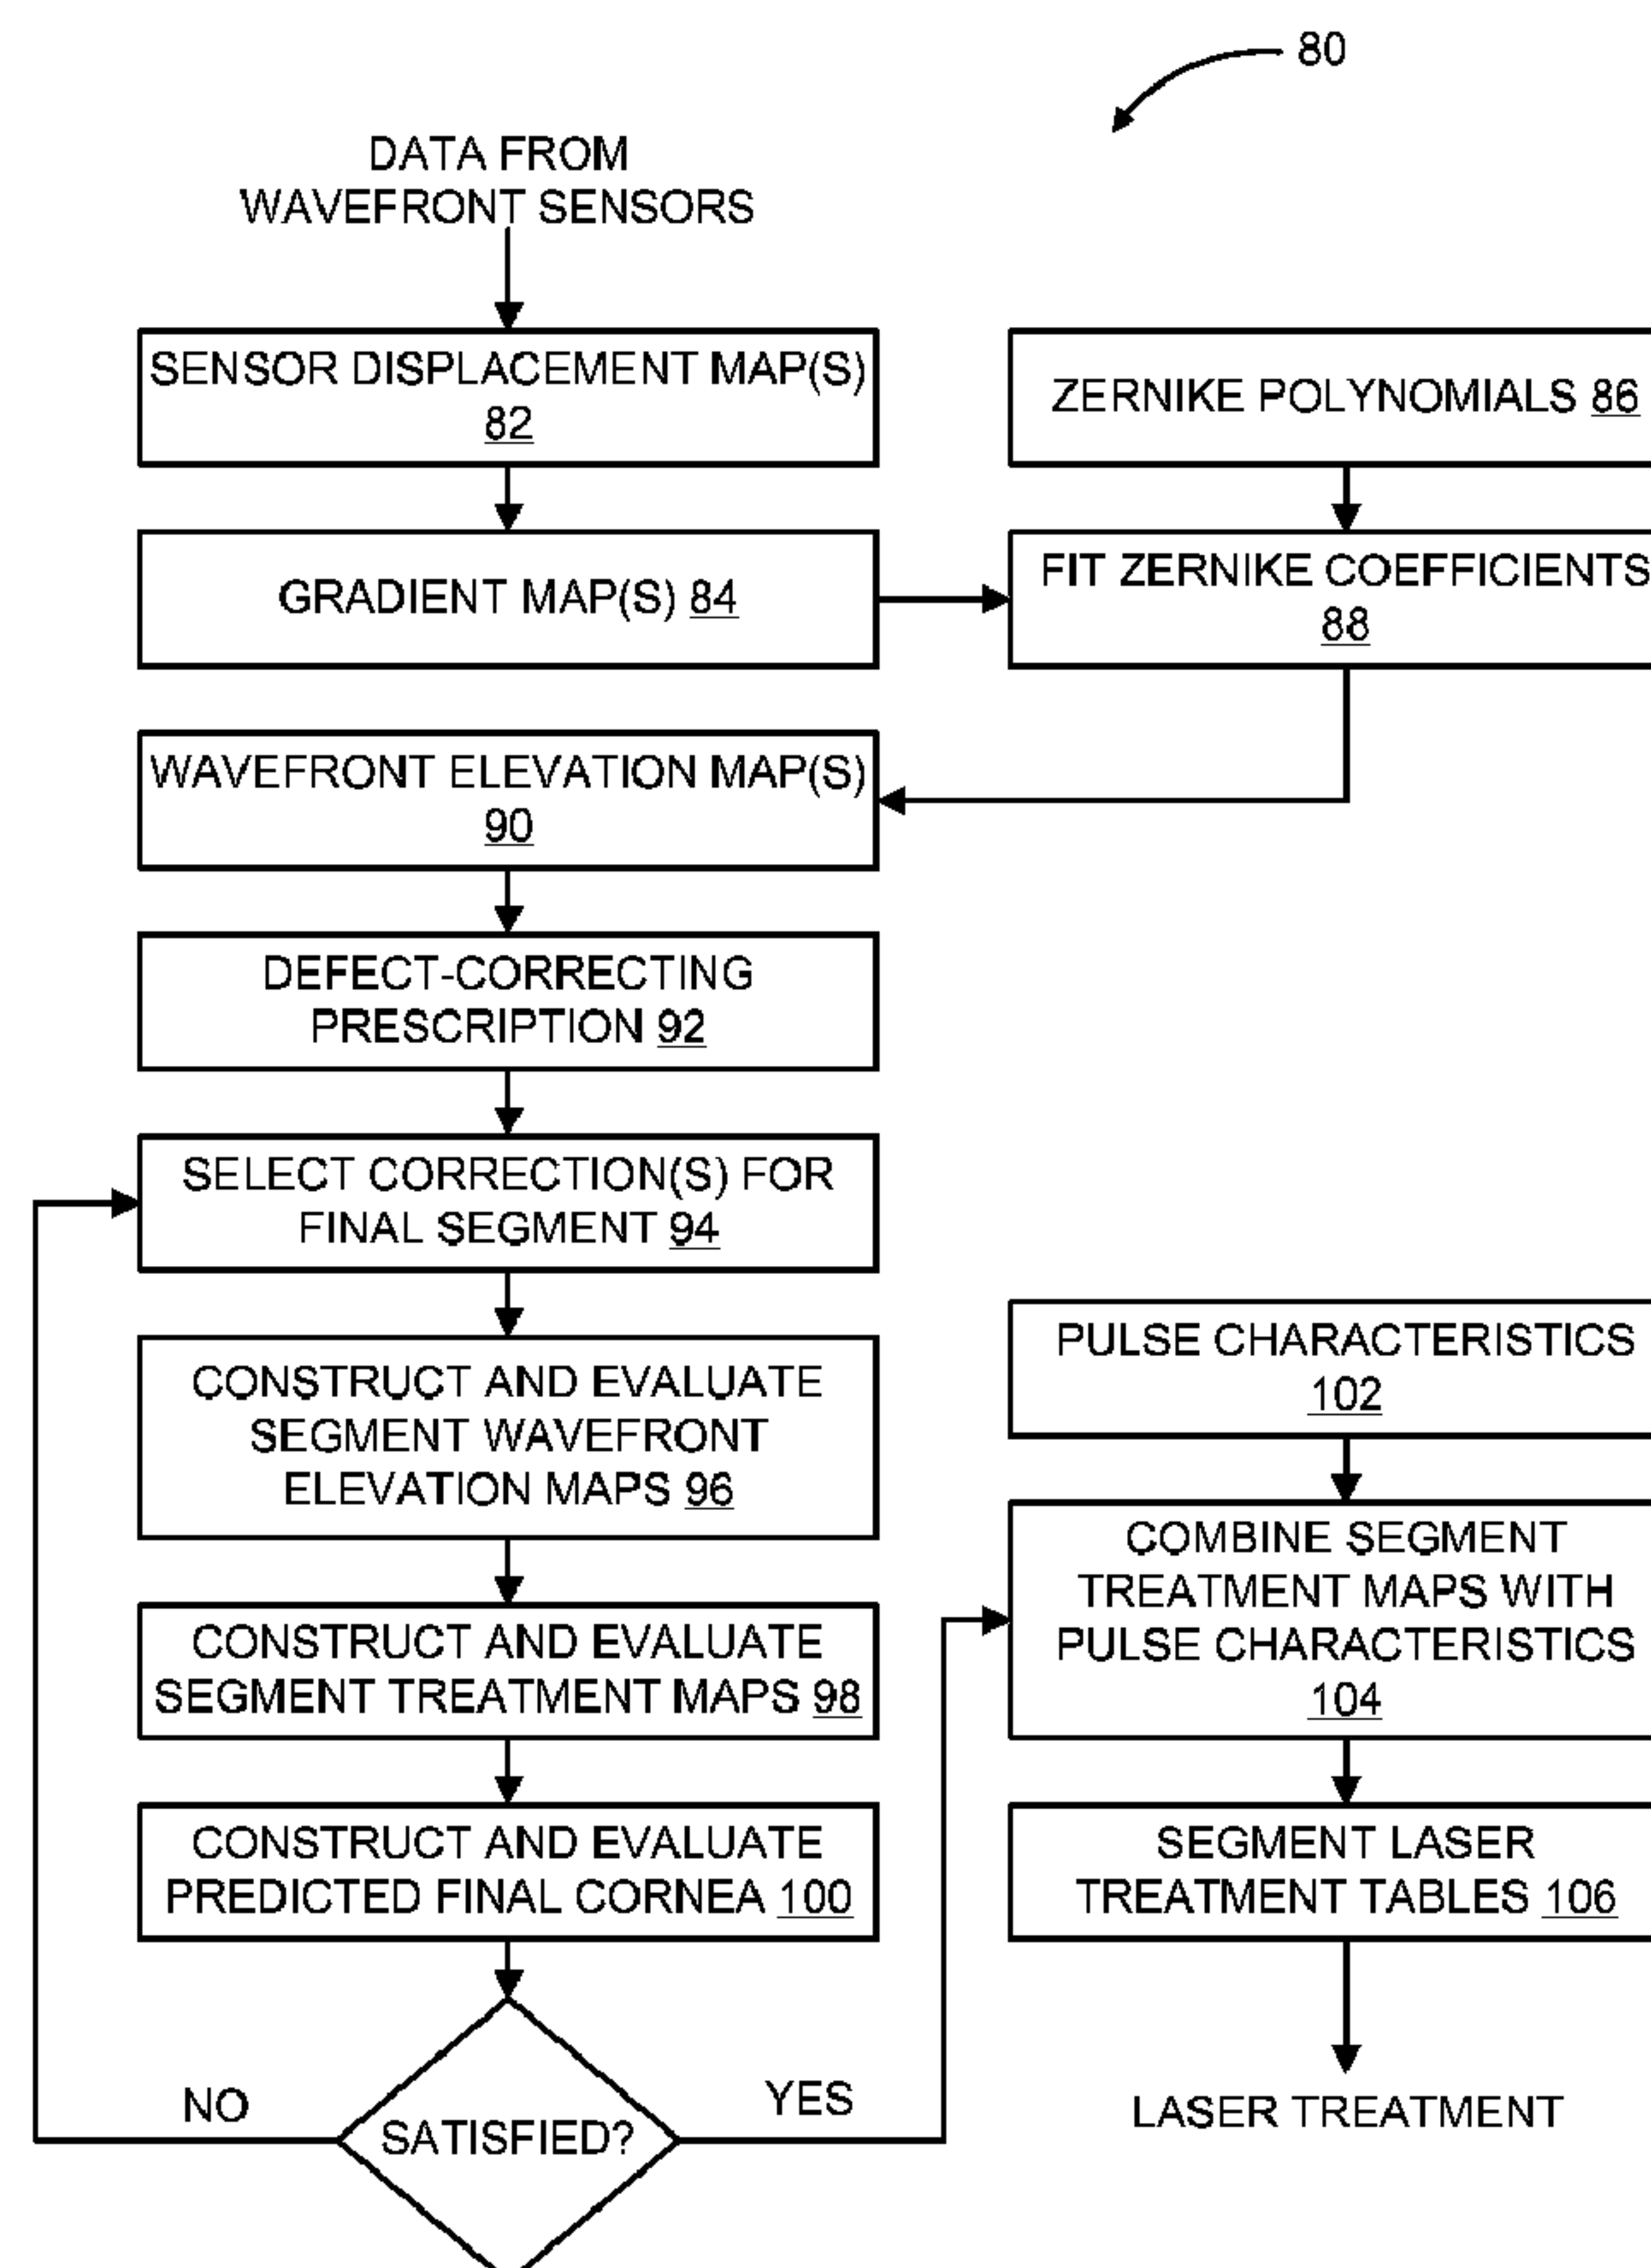 80
DATA FROM
WAVEFRONT SENSORS
SENSOR DISPLACEMENT MAP(S)
82
ZERNIKE POLYNOMIALS 86
GRADIENT MAP(S) 84
FIT ZERNIKE COEFFICIENTS
88
WAVEFRONT ELEVATION MAP(S)
90
DEFECT-CORRECTING
PRESCRIPTION 92
SELECT CORRECTION(S) FOR
FINAL SEGMENT 94
CONSTRUCT AND EVALUATE
SEGMENT WAVEFRONT
ELEVATION MAPS 96
CONSTRUCT AND EVALUATE
SEGMENT TREATMENT MAPS 98
CONSTRUCT AND EVALUATE
PREDICTED FINAL CORNEA 100
SATISFIED?
NO
YES
PULSE CHARACTERISTICS
102
COMBINE SEGMENT
TREATMENT MAPS WITH
PULSE CHARACTERISTICS
104
SEGMENT LASER
TREATMENT TABLES 106
LASER TREATMENT